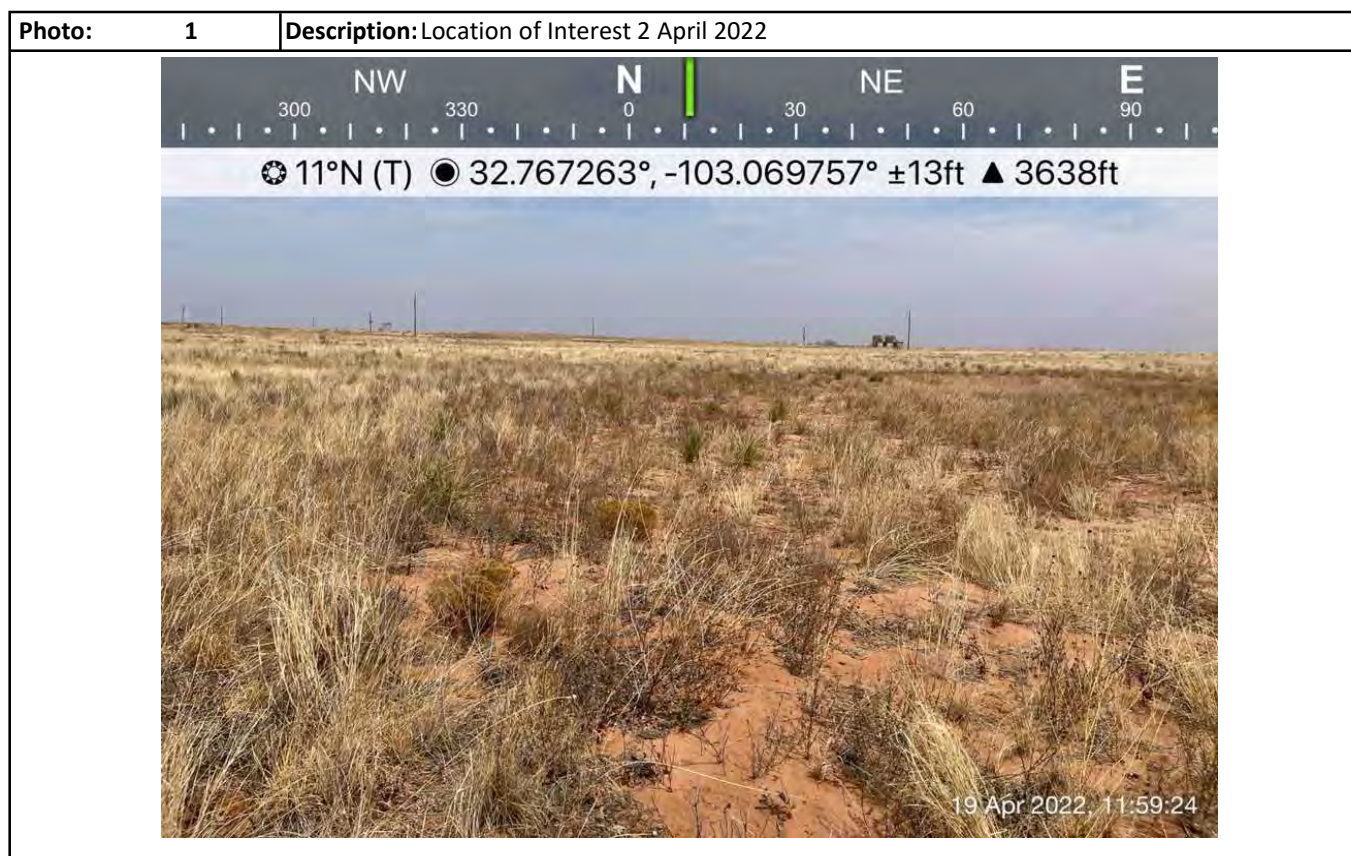 Photo: 1 Description: Location of Interest 2 April 2022
NW N NE E
300 330 0 30 60 90
11°N (T) 32.767263°, -103.069757° ±13ft ▲ 3638ft
19 Apr 2022, 11:59:24